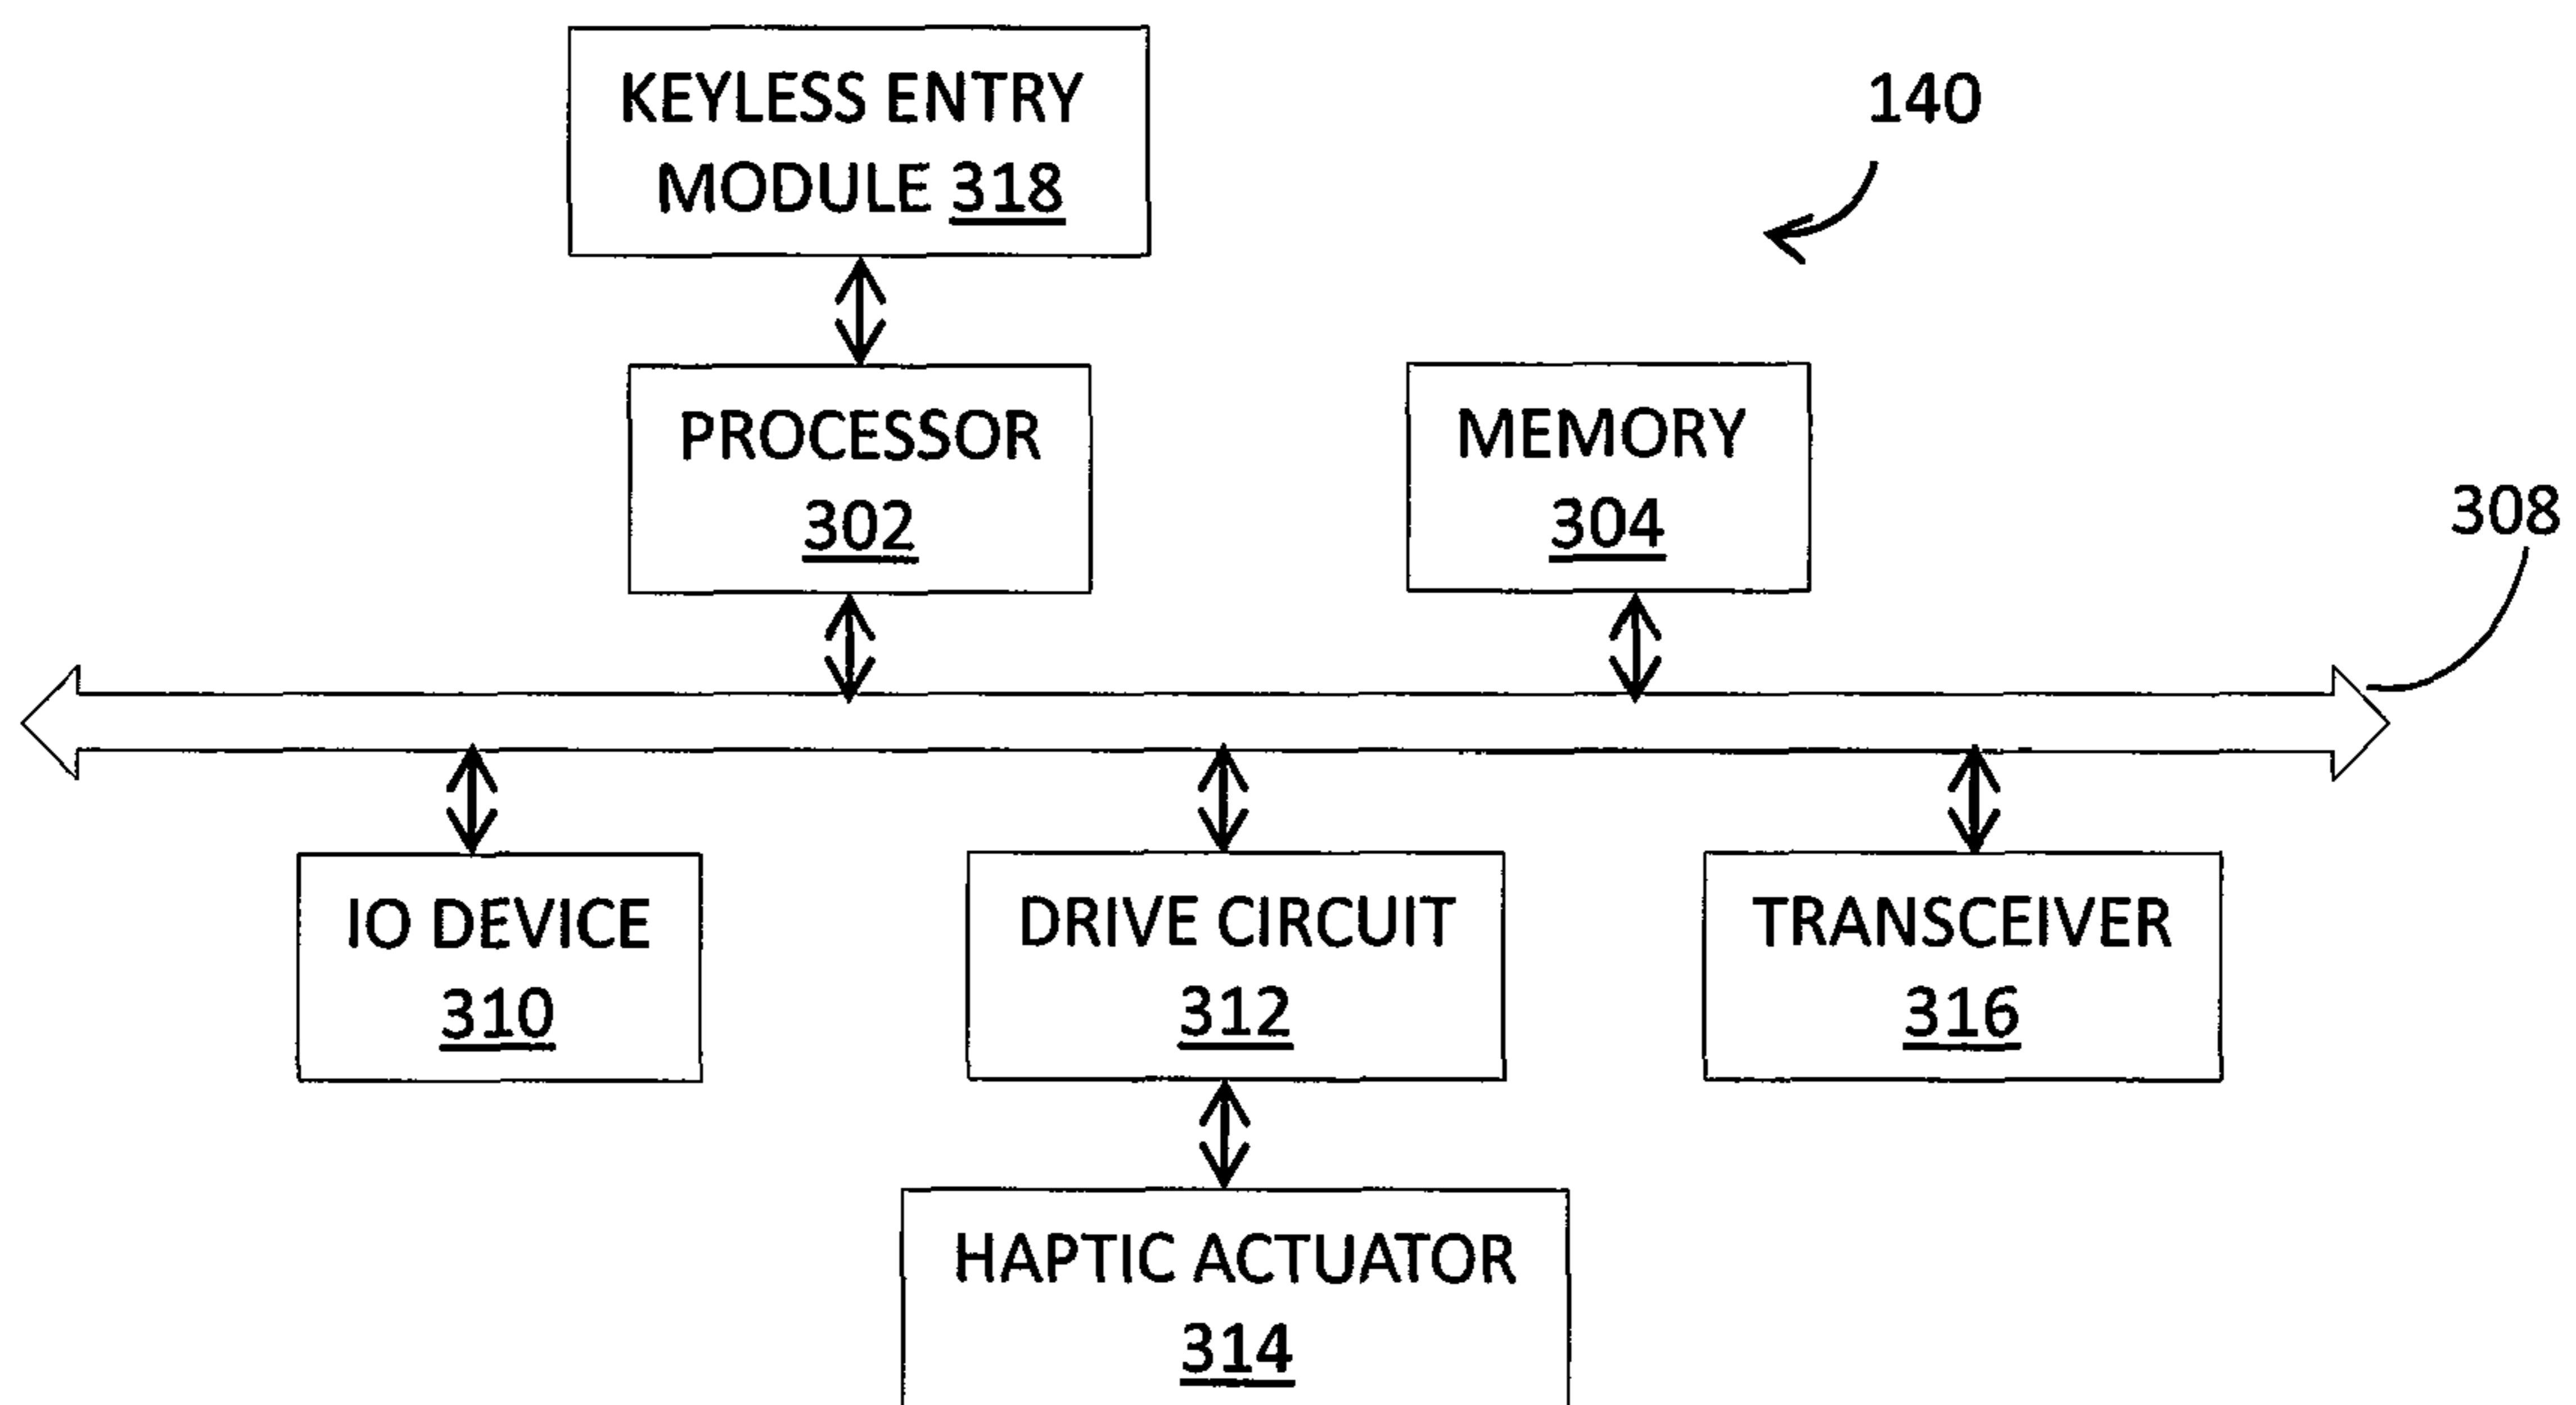 KEYLESS ENTRY
MODULE 318
140
PROCESSOR
302
MEMORY
304
308
IO DEVICE
310
DRIVE CIRCUIT
312
TRANSCEIVER
316
HAPTIC ACTUATOR
314